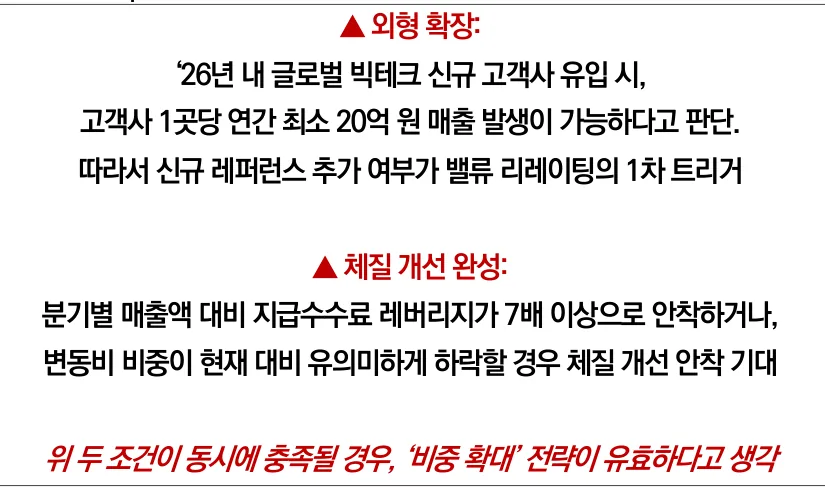 ▲ 외형 확장:
‘26년 내 글로벌 빅테크 신규 고객사 유입 시,
고객사 1곳당 연간 최소 20억 원 매출 발생이 가능하다고 판단.
따라서 신규 레퍼런스 추가 여부가 밸류 리레이팅의 1차 트리거
▲ 체질 개선 완성:
분기별 매출액 대비 지급수수료 레버리지가 7배 이상으로 안착하거나,
변동비 비중이 현재 대비 유의미하게 하락할 경우 체질 개선 안착 기대
위 두 조건이 동시에 충족될 경우, ‘비중 확대’ 전략이 유효하다고 생각